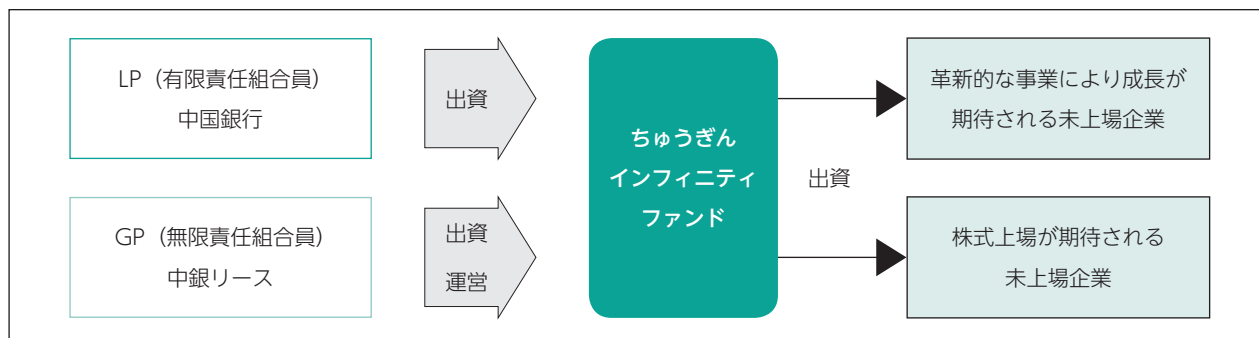 LP（有限責任組合員）
中国銀行
出資
GP（無限責任組合員）
中銀リース
出資
運営
ちゅうぎん
インフィニティ
ファンド
出資
革新的な事業により成長が
期待される未上場企業
株式上場が期待される
未上場企業